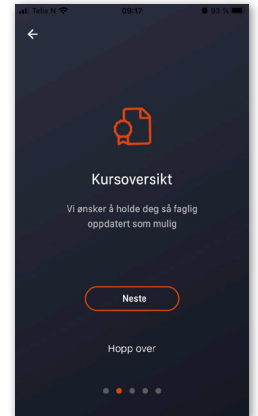 Telia N 09:17 93 %
Kursoversikt
Vi ønsker å holde deg så faglig
oppdatert som mulig
Neste
Hopp over